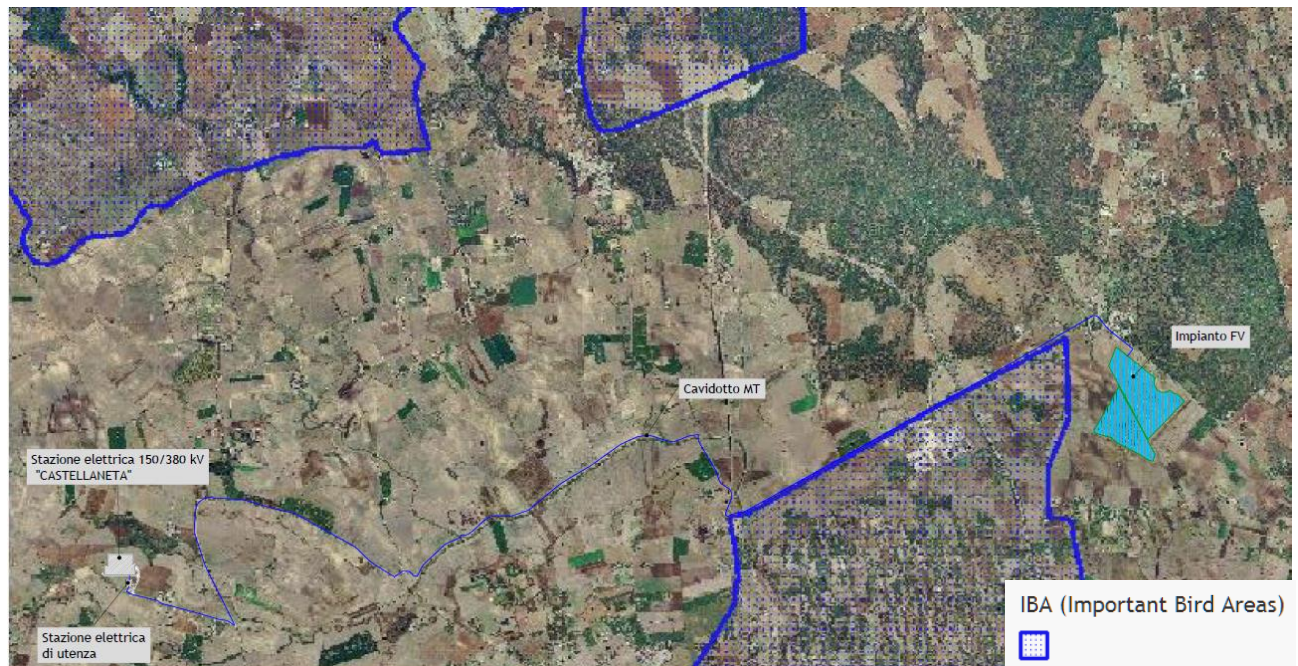 Impianto FV
Cavidotto MT
Stazione elettrica 150/380 kV
"CASTELLANETA"
IBA (Important Bird Areas)
Stazione elettrica
di utenza